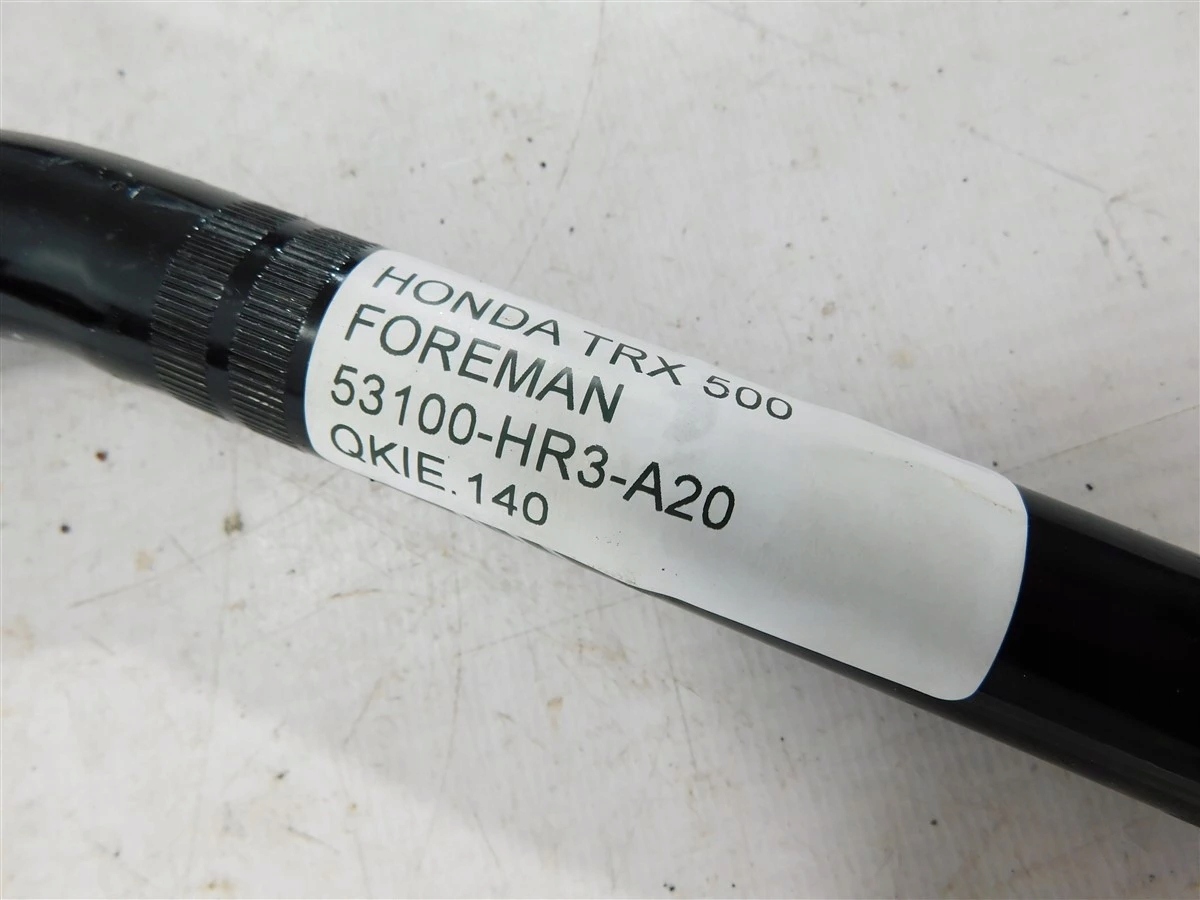 HONDA TRX 500
FOREMAN
53100-HR3-A20
QKIE.140